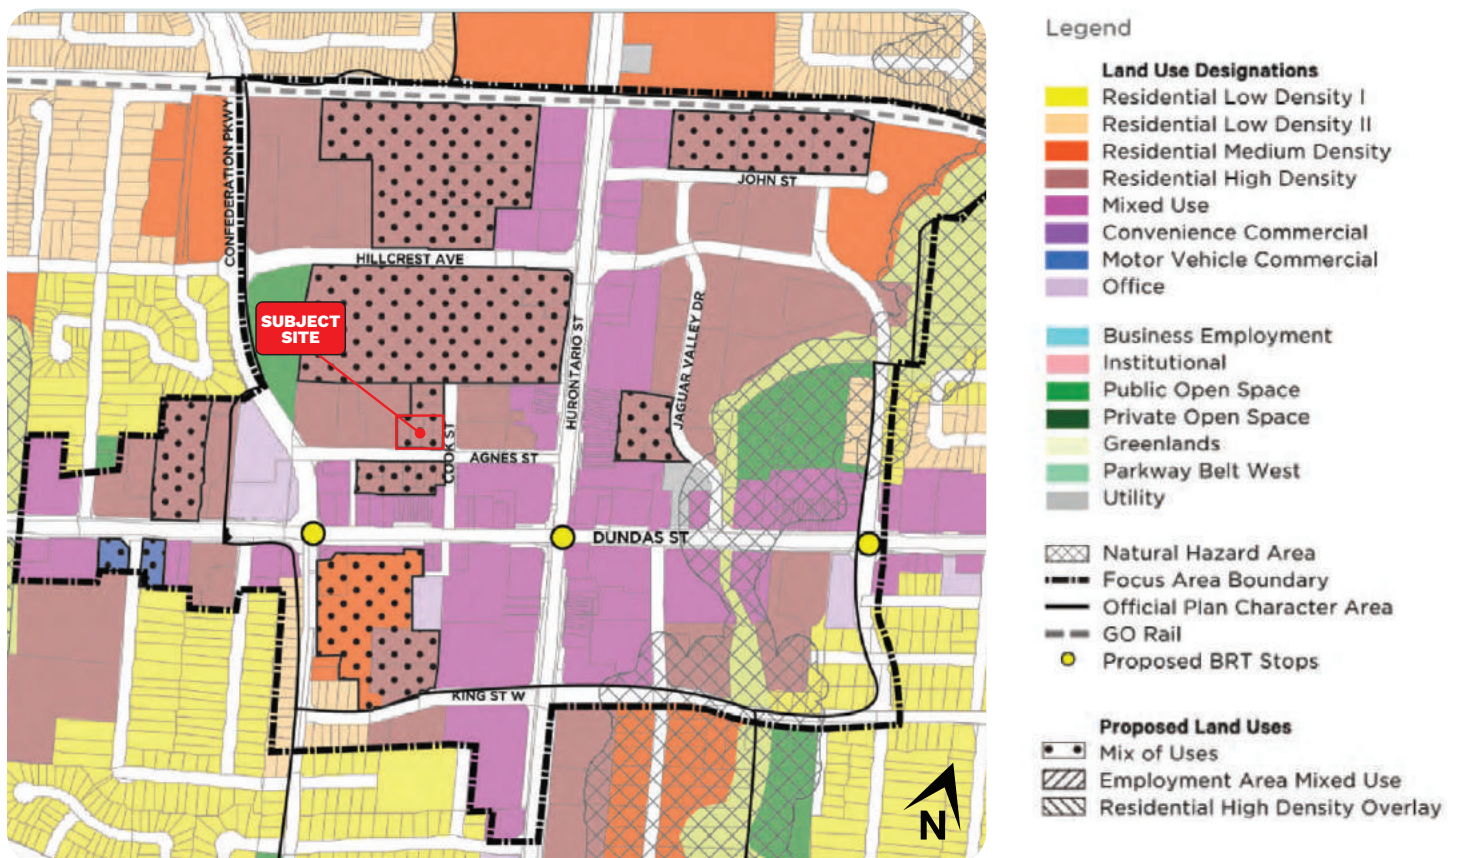 CONFEDERATION PKWY
JOHN ST
HILLCREST AVE
SUBJECT
SITE
HURONTARIO ST
JAGUAR VALLEY DR
COOK ST
AGNES ST
DUNDAS ST
KING ST W
N
Legend
Land Use Designations
Residential Low Density I
Residential Low Density II
Residential Medium Density
Residential High Density
Mixed Use
Convenience Commercial
Motor Vehicle Commercial
Office
Business Employment
Institutional
Public Open Space
Private Open Space
Greenlands
Parkway Belt West
Utility
Natural Hazard Area
Focus Area Boundary
Official Plan Character Area
GO Rail
Proposed BRT Stops
Proposed Land Uses
Mix of Uses
Employment Area Mixed Use
Residential High Density Overlay